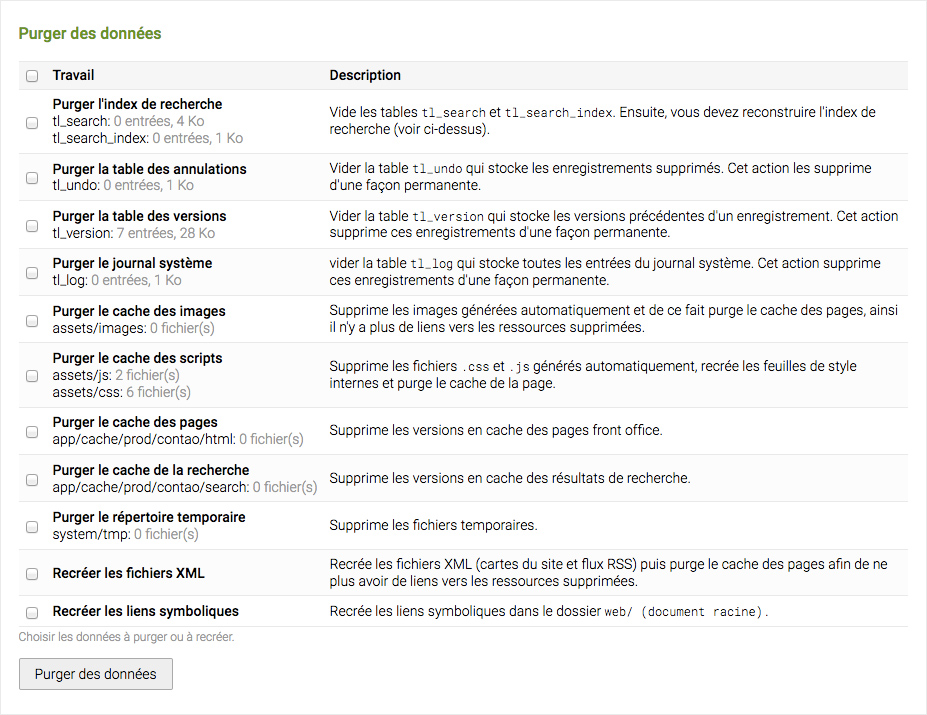 Purger des données
Travail Description
Purger l'index de recherche
tl_search: 0 entrées, 4 Ko
tl_search_index: 0 entrées, 1 Ko
Vide les tables tl_search et tl_search_index. Ensuite, vous devez reconstruire l'index de
recherche (voir ci-dessus).
Purger la table des annulations
tl_undo: 0 entrées, 1 Ko
Vider la table tl_undo qui stocke les enregistrements supprimés. Cet action les supprime
d'une façon permanente.
Purger la table des versions
tl_version: 7 entrées, 28 Ko
Vider la table tl_version qui stocke les versions précédentes d'un enregistrement. Cet action
supprime ces enregistrements d'une façon permanente.
Purger le journal système
tl_log: 0 entrées, 1 Ko
vider la table tl_log qui stocke toutes les entrées du journal système. Cet action supprime
ces enregistrements d'une façon permanente.
Purger le cache des images
assets/images: 0 fichier(s)
Supprime les images générées automatiquement et de ce fait purge le cache des pages, ainsi
il n'y a plus de liens vers les ressources supprimées.
Purger le cache des scripts
assets/js: 2 fichier(s)
assets/css: 6 fichier(s)
Supprime les fichiers .css et .js générés automatiquement, recrée les feuilles de style
internes et purge le cache de la page.
Purger le cache des pages
app/cache/prod/contao/html: 0 fichier(s)
Supprime les versions en cache des pages front office.
Purger le cache de la recherche
app/cache/prod/contao/search: 0 fichier(s)
Supprime les versions en cache des résultats de recherche.
Purger le répertoire temporaire
system/tmp: 0 fichier(s)
Supprime les fichiers temporaires.
Recréer les fichiers XML
Recrée les fichiers XML (cartes du site et flux RSS) puis purge le cache des pages afin de ne
plus avoir de liens vers les ressources supprimées.
Recréer les liens symboliques
Recrée les liens symboliques dans le dossier web/ (document racine).
Choisir les données à purger ou à recréer.
Purger des données